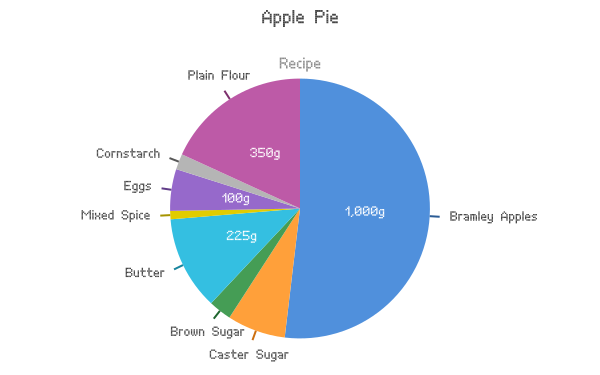 Apple Pie
Recipe
Plain Flour
350g
Cornstarch
Eggs
100g
Mixed Spice
1,000g
Bramley Apples
225g
Butter
Brown Sugar
Caster Sugar